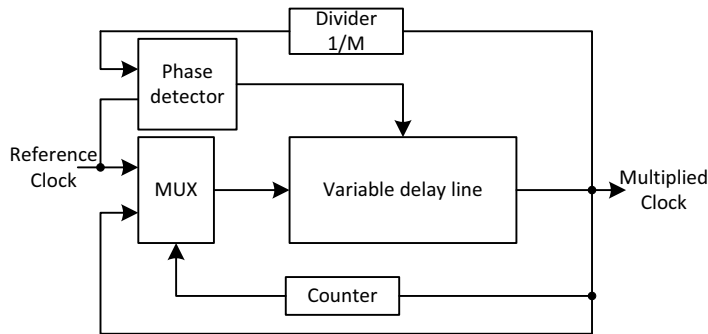 Divider
1/M
Phase
detector
Reference
Clock
MUX
Variable delay line
Multiplied
Clock
Counter